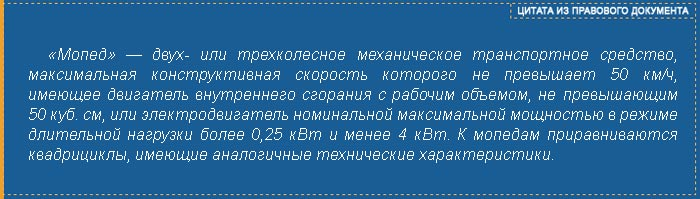 ЦИТАТА ИЗ ПРАВОВОГО ДОКУМЕНТА
«Мопед» — двух- или трехколесное механическое транспортное средство,
максимальная конструктивная скорость которого не превышает 50 км/ч,
имеющее двигатель внутреннего сгорания с рабочим объемом, не превышающим
50 куб. см, или электродвигатель номинальной максимальной мощностью в режиме
длительной нагрузки более 0,25 кВт и менее 4 кВт. К мопедам приравниваются
квадрициклы, имеющие аналогичные технические характеристики.